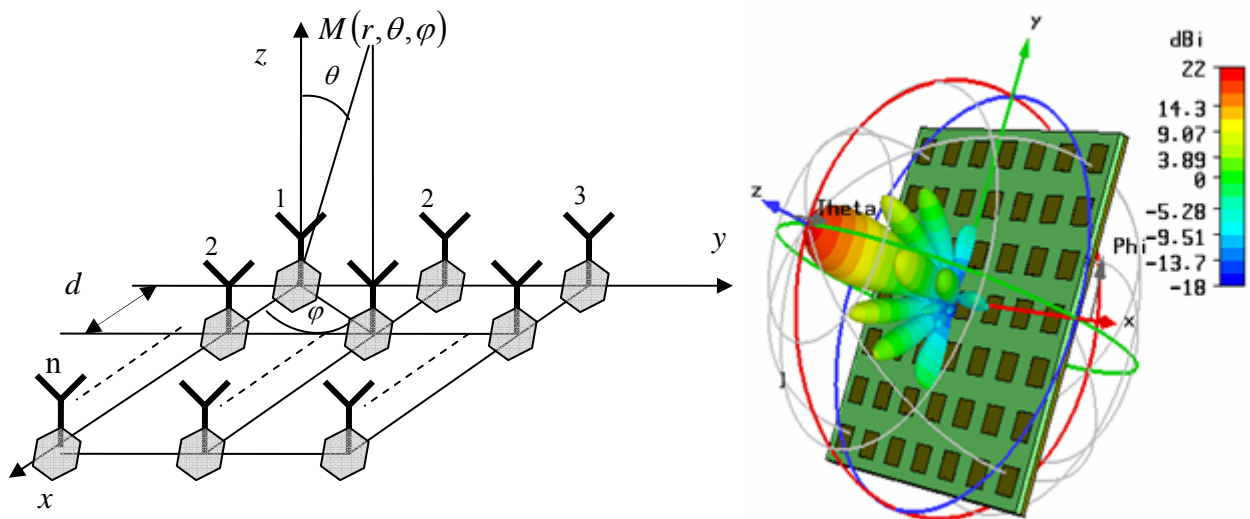 M(r, θ, φ)
z
θ
1
2
3
2
y
d
φ
n
x
dBi
22
14.3
9.07
3.89
0
-5.28
-9.51
-13.7
-18
y
z
Theta
Phi
x